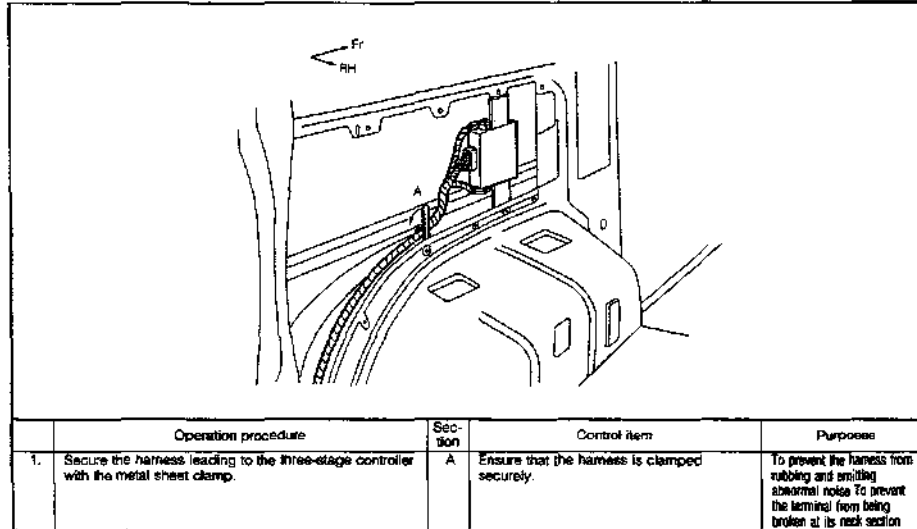 Fr
RH
A
Operation procedure
Sec-
tion
Control item
Purposes
1.
Secure the harness leading to the three-stage controller
with the metal sheet clamp.
A
Ensure that the harness is clamped
securely.
To prevent the harness from
rubbing and emitting
abnormal noise To prevent
the terminal from being
broken at its neck section